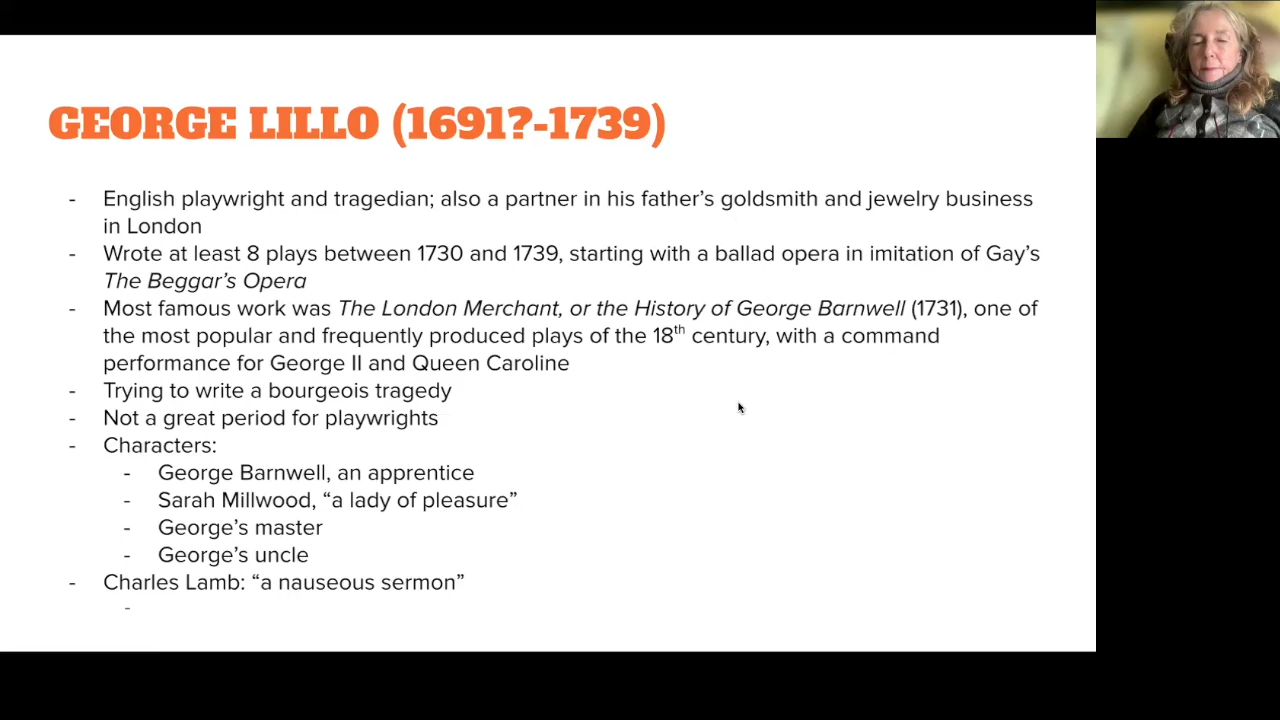 GEORGE LILLO (1691?-1739)
- English playwright and tragedian; also a partner in his father’s goldsmith and jewelry business
in London
- Wrote at least 8 plays between 1730 and 1739, starting with a ballad opera in imitation of Gay’s
The Beggar’s Opera
- Most famous work was The London Merchant, or the History of George Barnwell (1731), one of
the most popular and frequently produced plays of the 18th century, with a command
performance for George II and Queen Caroline
- Trying to write a bourgeois tragedy
- Not a great period for playwrights
- Characters:
- George Barnwell, an apprentice
- Sarah Millwood, “a lady of pleasure”
- George’s master
- George’s uncle
- Charles Lamb: “a nauseous sermon”
-